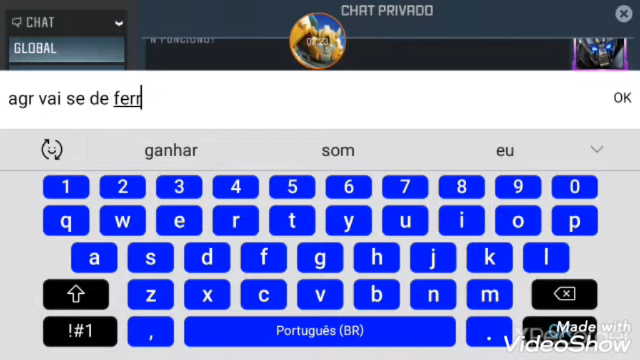 CHAT
CHAT PRIVADO
GLOBAL
N FUNCIONO?
agr vai se de ferr
OK
ganhar som eu
1 2 3 4 5 6 7 8 9 0
q w e r t y u i o p
a s d f g h j k l
z x c v b n m
!#1 , Português (BR) .
Made with
VideoShow